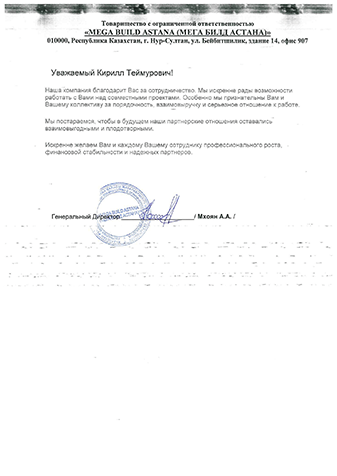 Товарищество с ограниченной ответственностью
«MEGA BUILD ASTANA (МЕГА БИЛД АСТАНА)»
010000, Республика Казахстан, г. Нур-Султан, ул. Бейбитшилик, здание 14, офис 907
Уважаемый Кирилл Теймурович!
Наша компания благодарит Вас за сотрудничество. Мы искренне рады возможности
работать с Вами над совместными проектами. Особенно мы признательны Вам и
Вашему коллективу за порядочность, взаимовыручку и серьезное отношение к работе.
Мы постараемся, чтобы в будущем наши партнерские отношения оставались
взаимовыгодными и плодотворными.
Искренне желаем Вам и каждому Вашему сотруднику профессионального роста,
финансовой стабильности и надежных партнеров.
Генеральный Директор / Мхоян А.А. /